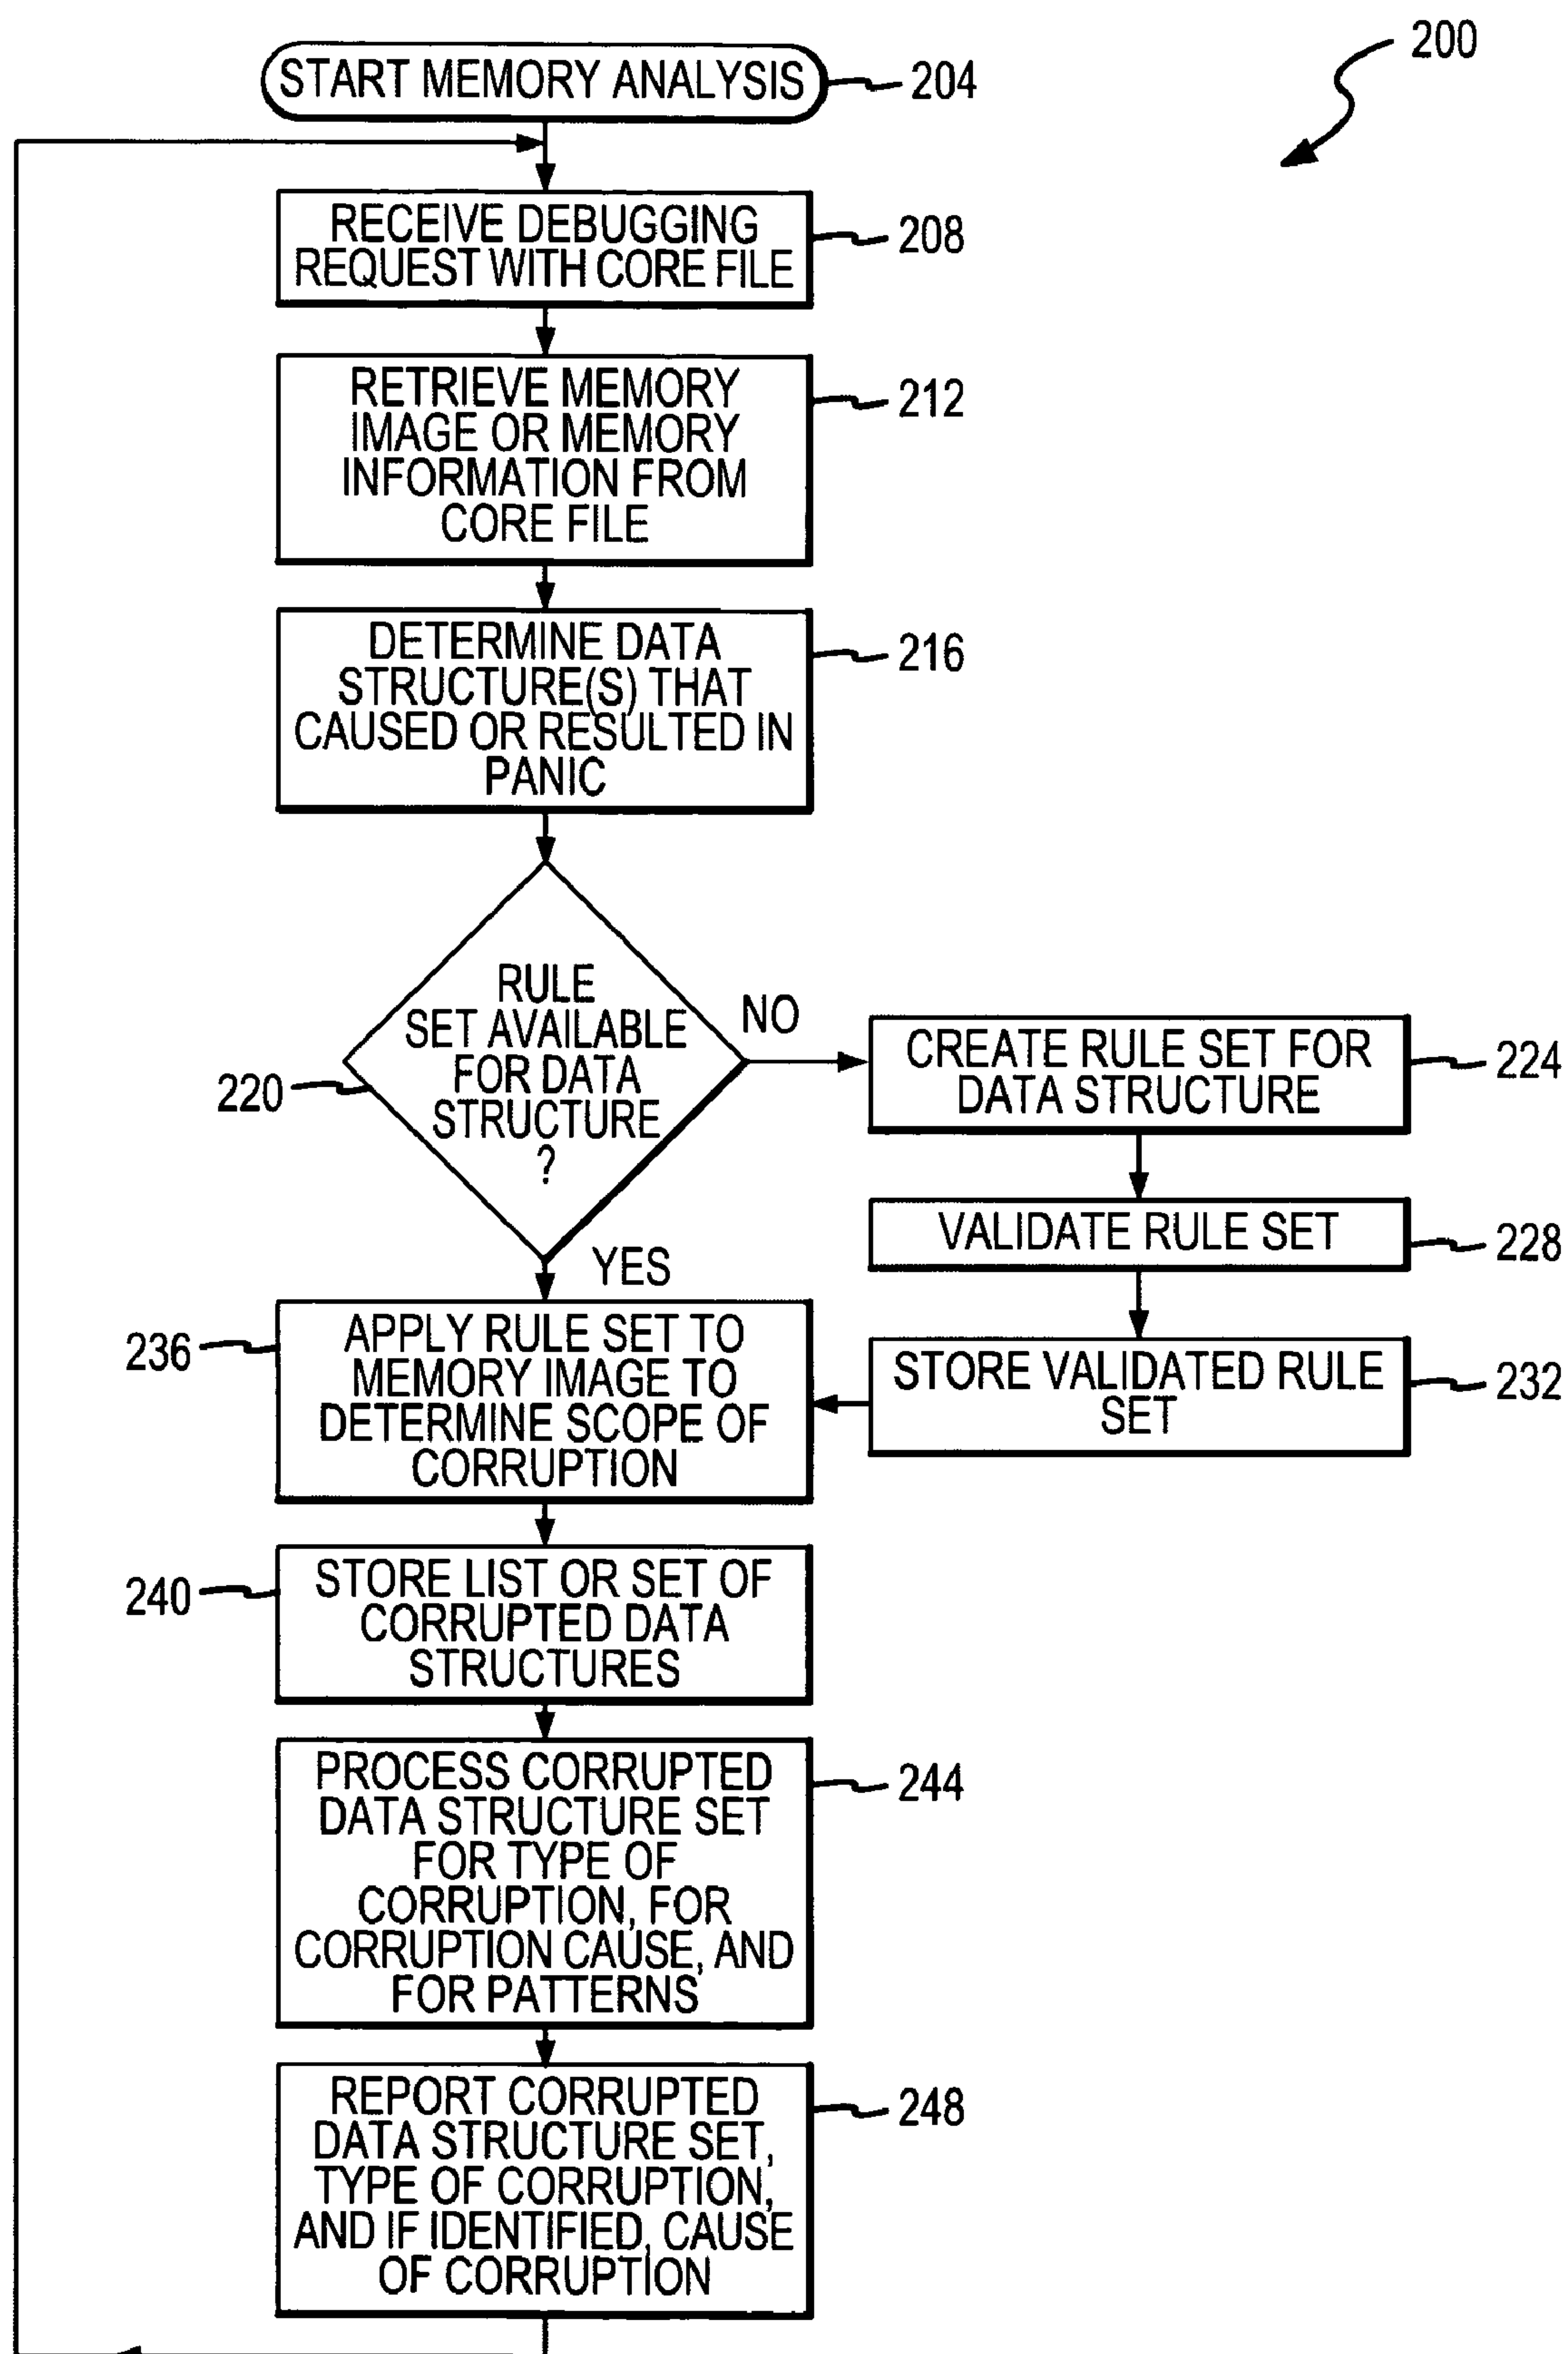 200
START MEMORY ANALYSIS
204
RECEIVE DEBUGGING
REQUEST WITH CORE FILE
208
RETRIEVE MEMORY
IMAGE OR MEMORY
INFORMATION FROM
CORE FILE
212
DETERMINE DATA
STRUCTURE(S) THAT
CAUSED OR RESULTED IN
PANIC
216
RULE
SET AVAILABLE
FOR DATA
STRUCTURE
?
220
NO
CREATE RULE SET FOR
DATA STRUCTURE
224
VALIDATE RULE SET
228
STORE VALIDATED RULE
SET
232
YES
APPLY RULE SET TO
MEMORY IMAGE TO
DETERMINE SCOPE OF
CORRUPTION
236
STORE LIST OR SET OF
CORRUPTED DATA
STRUCTURES
240
PROCESS CORRUPTED
DATA STRUCTURE SET
FOR TYPE OF
CORRUPTION, FOR
CORRUPTION CAUSE, AND
FOR PATTERNS
244
REPORT CORRUPTED
DATA STRUCTURE SET,
TYPE OF CORRUPTION,
AND IF IDENTIFIED, CAUSE
OF CORRUPTION
248